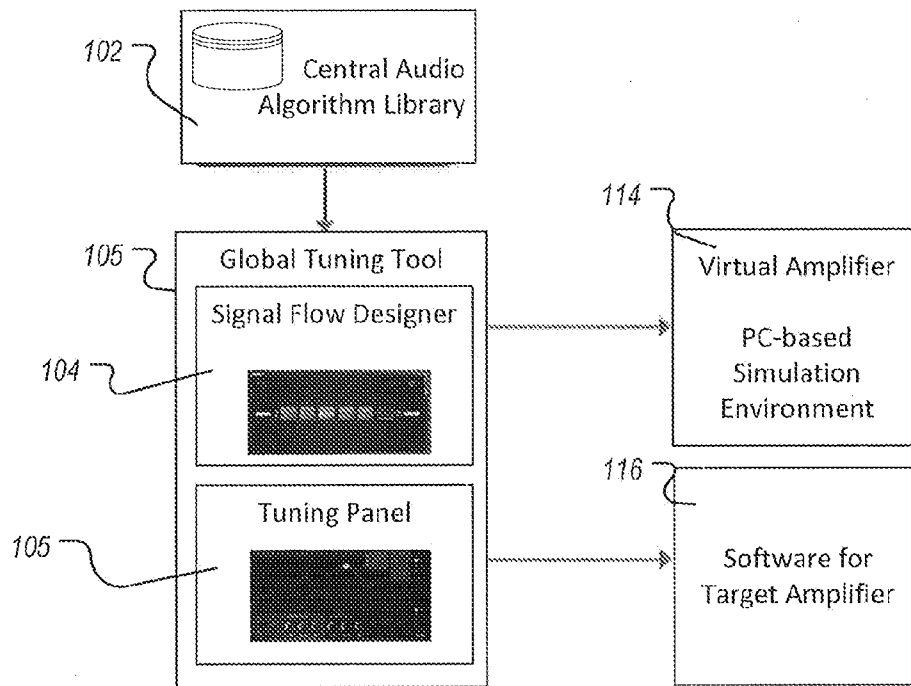 102
Central Audio
Algorithm Library
105
Global Tuning Tool
Signal Flow Designer
104
Tuning Panel
105
114
Virtual Amplifier
PC-based
Simulation
Environment
116
Software for
Target Amplifier